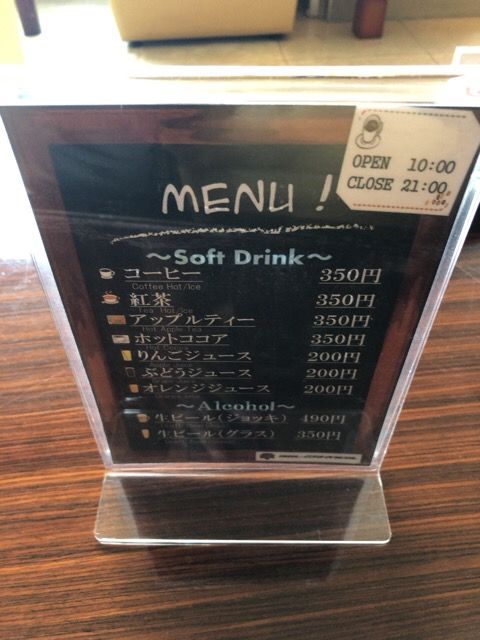 OPEN 10:00
CLOSE 21:00
MENU!
～Soft Drink～
コーヒー 350円
Coffee Hot/Ice
紅茶 350円
Tea Hot/Ice
アップルティー 350円
Hot Apple Tea
ホットココア 350円
りんごジュース 200円
ぶどうジュース 200円
オレンジジュース 200円
～Alcohol～
生ビール(ジョッキ) 490円
生ビール(グラス) 350円